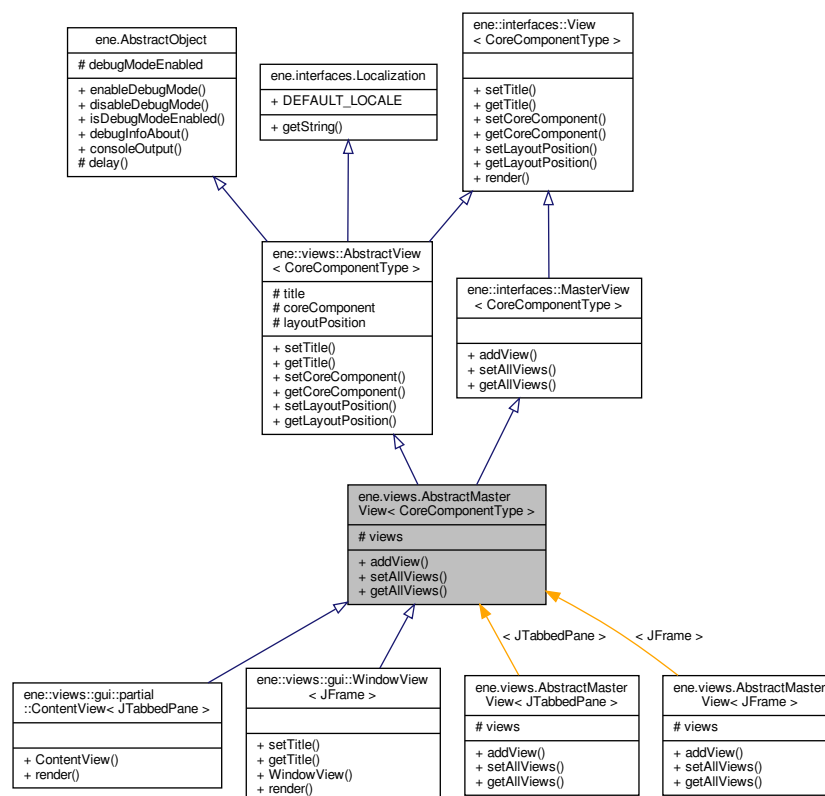 ene.AbstractObject
# debugModeEnabled
+ enableDebugMode()
+ disableDebugMode()
+ isDebugModeEnabled()
+ debugInfoAbout()
+ consoleOutput()
# delay()
ene.interfaces.Localization
+ DEFAULT_LOCALE
+ getString()
ene::interfaces::View
< CoreComponentType >
+ setTitle()
+ getTitle()
+ setCoreComponent()
+ getCoreComponent()
+ setLayoutPosition()
+ getLayoutPosition()
+ render()
ene::views::AbstractView
< CoreComponentType >
# title
# coreComponent
# layoutPosition
+ setTitle()
+ getTitle()
+ setCoreComponent()
+ getCoreComponent()
+ setLayoutPosition()
+ getLayoutPosition()
ene::interfaces::MasterView
< CoreComponentType >
+ addView()
+ setAllViews()
+ getAllViews()
ene.views.AbstractMaster
View< CoreComponentType >
# views
+ addView()
+ setAllViews()
+ getAllViews()
< JTabbedPane >
< JFrame >
ene::views::gui::partial
::ContentView< JTabbedPane >
+ ContentView()
+ render()
ene::views::gui::WindowView
< JFrame >
+ setTitle()
+ getTitle()
+ WindowView()
+ render()
ene.views.AbstractMaster
View< JTabbedPane >
# views
+ addView()
+ setAllViews()
+ getAllViews()
ene.views.AbstractMaster
View< JFrame >
# views
+ addView()
+ setAllViews()
+ getAllViews()